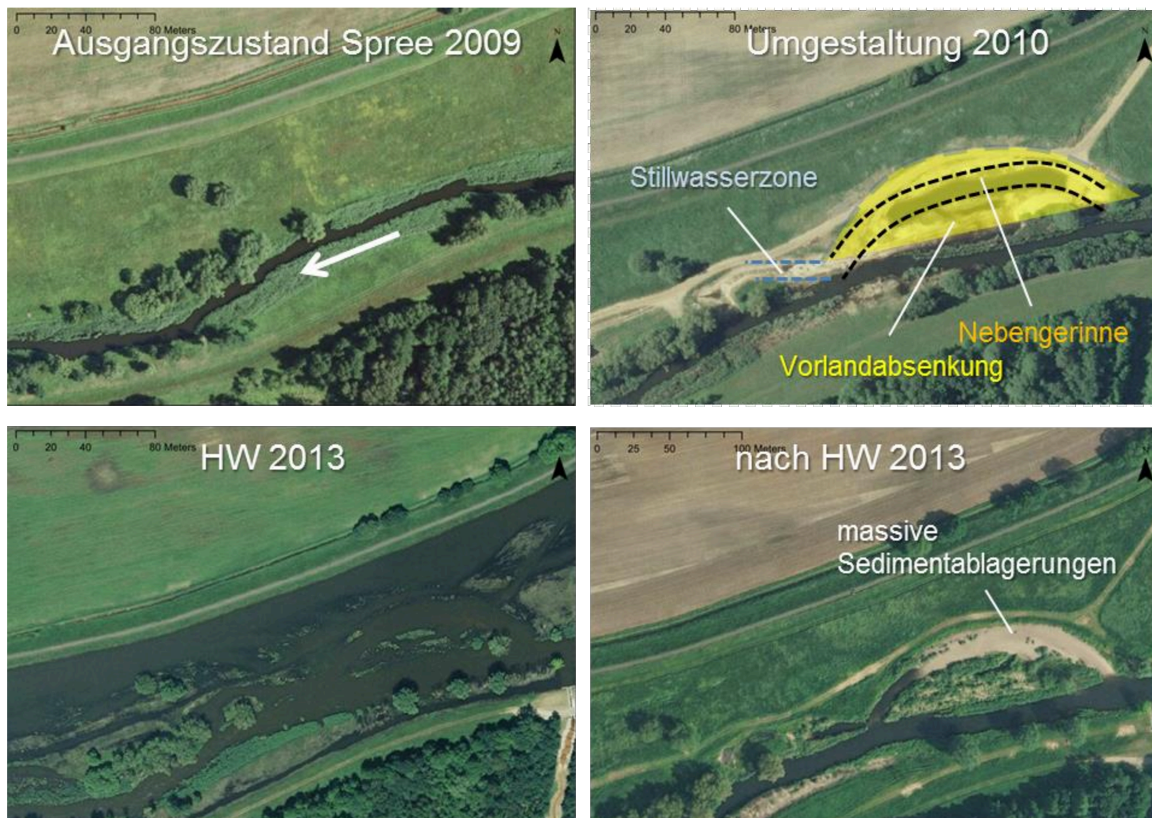 0 20 40 80 Meters
Ausgangszustand Spree 2009
N
0 20 40 80 Meters
Umgestaltung 2010
N
Stillwasserzone
Nebengerinne
Vorlandabsenkung
0 20 40 80 Meters
HW 2013
0 25 50 100 Meters
nach HW 2013
massive
Sedimentablagerungen